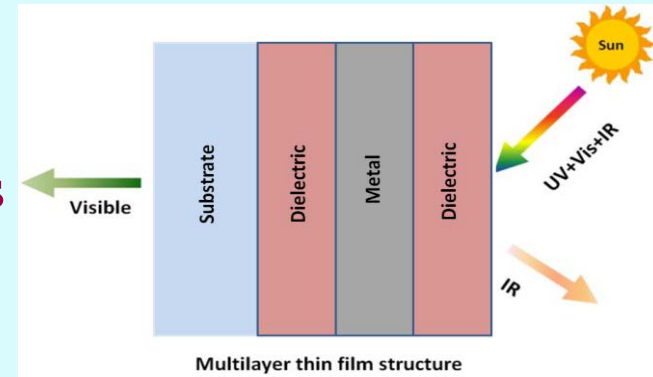 Sun
UV+Vis+IR
Substrate
Dielectric
Metal
Dielectric
Visible
IR
Multilayer thin film structure